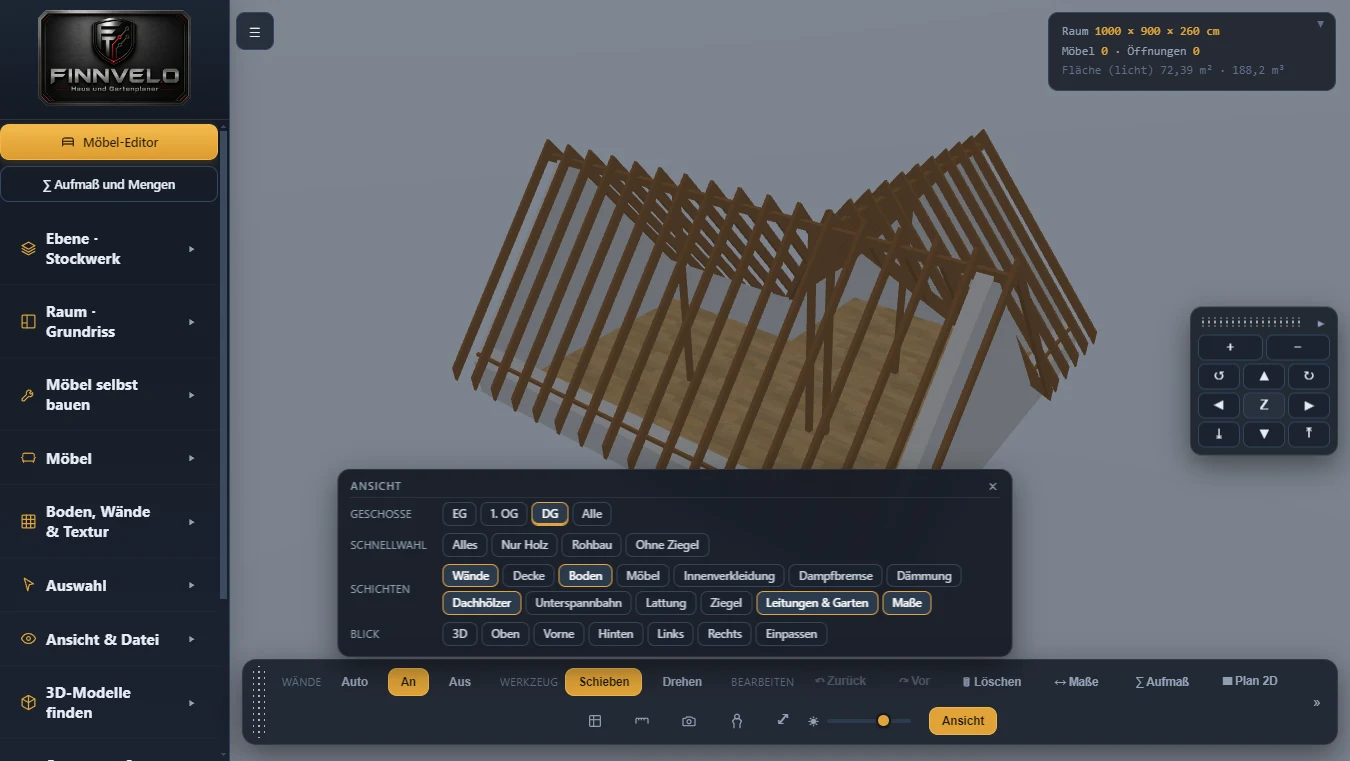 FINNVELO
Haus und Gartenplaner
Möbel-Editor
∑ Aufmaß und Mengen
Ebene · Stockwerk
Raum · Grundriss
Möbel selbst bauen
Möbel
Boden, Wände & Textur
Auswahl
Ansicht & Datei
3D-Modelle finden
Raum 1000 × 900 × 260 cm
Möbel 0 · Öffnungen 0
Fläche (licht) 72,39 m² · 188,2 m³
+ −
Z
ANSICHT ×
GESCHOSSE EG 1. OG DG Alle
SCHNELLWAHL Alles Nur Holz Rohbau Ohne Ziegel
SCHICHTEN Wände Decke Boden Möbel Innenverkleidung Dampfbremse Dämmung
Dachhölzer Unterspannbahn Lattung Ziegel Leitungen & Garten Maße
BLICK 3D Oben Vorne Hinten Links Rechts Einpassen
WÄNDE Auto An Aus WERKZEUG Schieben Drehen BEARBEITEN Zurück Vor Löschen Maße ∑ Aufmaß Plan 2D
»
Ansicht